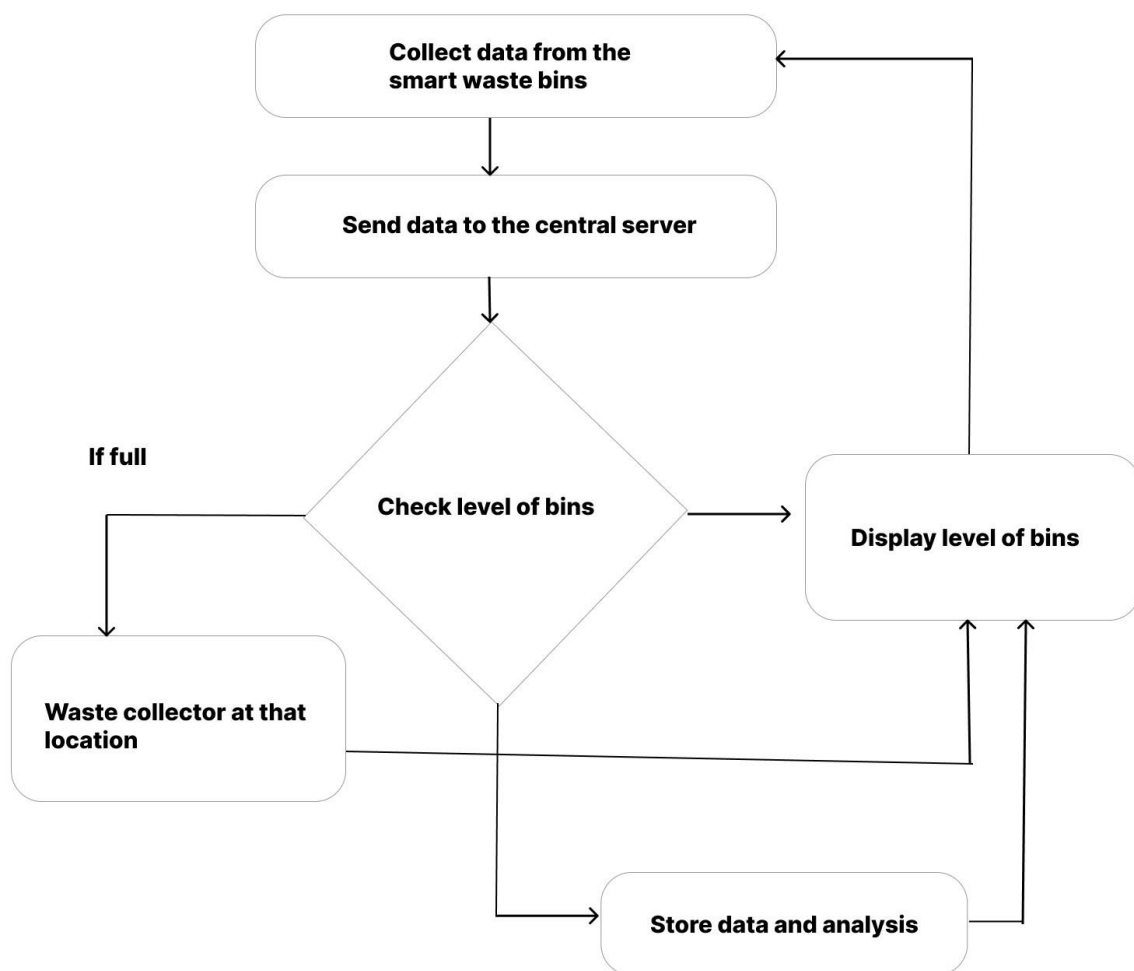 Collect data from the
smart waste bins
Send data to the central server
If full
Check level of bins
Display level of bins
Waste collector at that
location
Store data and analysis